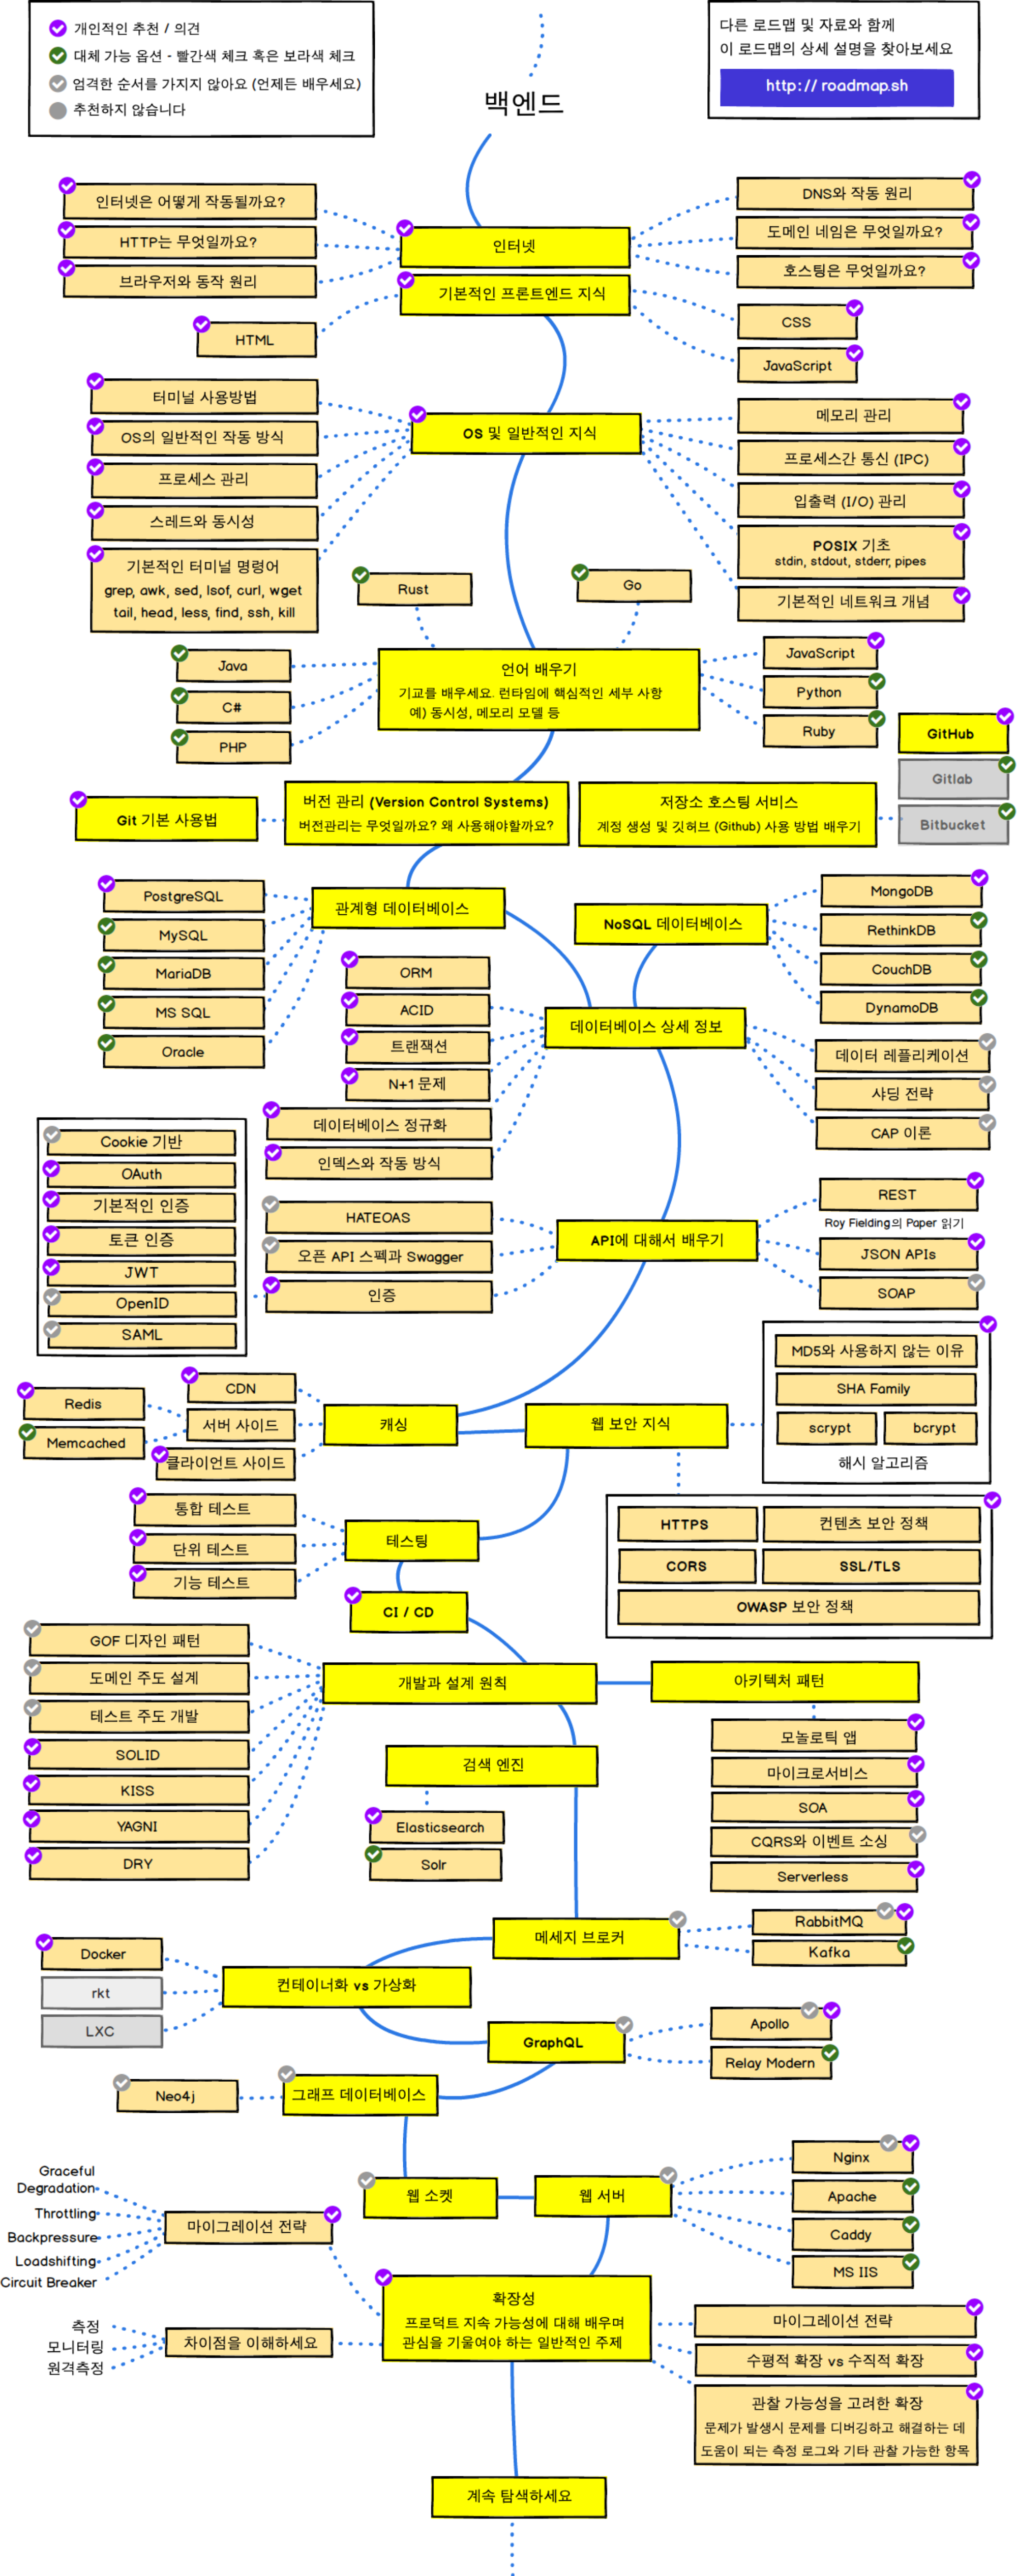 개인적인 추천 / 의견
대체 가능 옵션 - 빨간색 체크 혹은 보라색 체크
엄격한 순서를 가지지 않아요 (언제든 배우세요)
추천하지 않습니다
다른 로드맵 및 자료와 함께
이 로드맵의 상세 설명을 찾아보세요
http:// roadmap.sh
백엔드
인터넷은 어떻게 작동될까요?
HTTP는 무엇일까요?
브라우저와 동작 원리
인터넷
DNS와 작동 원리
도메인 네임은 무엇일까요?
호스팅은 무엇일까요?
기본적인 프론트엔드 지식
HTML
CSS
JavaScript
터미널 사용방법
OS의 일반적인 작동 방식
프로세스 관리
스레드와 동시성
기본적인 터미널 명령어
grep, awk, sed, lsof, curl, wget
tail, head, less, find, ssh, kill
OS 및 일반적인 지식
메모리 관리
프로세스간 통신 (IPC)
입출력 (I/O) 관리
POSIX 기초
stdin, stdout, stderr, pipes
기본적인 네트워크 개념
Rust
Go
Java
C#
PHP
언어 배우기
기교를 배우세요. 런타임에 핵심적인 세부 사항
예) 동시성, 메모리 모델 등
JavaScript
Python
Ruby
GitHub
Gitlab
Bitbucket
Git 기본 사용법
버전 관리 (Version Control Systems)
버전관리는 무엇일까요? 왜 사용해야할까요?
저장소 호스팅 서비스
계정 생성 및 깃허브 (Github) 사용 방법 배우기
PostgreSQL
MySQL
MariaDB
MS SQL
Oracle
관계형 데이터베이스
NoSQL 데이터베이스
MongoDB
RethinkDB
CouchDB
DynamoDB
ORM
ACID
트랜잭션
N+1 문제
데이터베이스 정규화
인덱스와 작동 방식
데이터베이스 상세 정보
데이터 레플리케이션
샤딩 전략
CAP 이론
Cookie 기반
OAuth
기본적인 인증
토큰 인증
JWT
OpenID
SAML
HATEOAS
오픈 API 스펙과 Swagger
인증
API에 대해서 배우기
REST
Roy Fielding의 Paper 읽기
JSON APIs
SOAP
MD5와 사용하지 않는 이유
SHA Family
scrypt
bcrypt
해시 알고리즘
Redis
Memcached
CDN
서버 사이드
클라이언트 사이드
캐싱
웹 보안 지식
HTTPS
컨텐츠 보안 정책
CORS
SSL/TLS
OWASP 보안 정책
통합 테스트
단위 테스트
기능 테스트
테스팅
CI / CD
GOF 디자인 패턴
도메인 주도 설계
테스트 주도 개발
SOLID
KISS
YAGNI
DRY
개발과 설계 원칙
아키텍처 패턴
모놀로틱 앱
마이크로서비스
SOA
CQRS와 이벤트 소싱
Serverless
검색 엔진
Elasticsearch
Solr
메세지 브로커
RabbitMQ
Kafka
Docker
rkt
LXC
컨테이너화 vs 가상화
GraphQL
Apollo
Relay Modern
Neo4j
그래프 데이터베이스
웹 소켓
웹 서버
Nginx
Apache
Caddy
MS IIS
Graceful
Degradation
Throttling
Backpressure
Loadshifting
Circuit Breaker
마이그레이션 전략
측정
모니터링
원격측정
차이점을 이해하세요
확장성
프로덕트 지속 가능성에 대해 배우며
관심을 기울여야 하는 일반적인 주제
마이그레이션 전략
수평적 확장 vs 수직적 확장
관찰 가능성을 고려한 확장
문제가 발생시 문제를 디버깅하고 해결하는 데
도움이 되는 측정 로그와 기타 관찰 가능한 항목
계속 탐색하세요